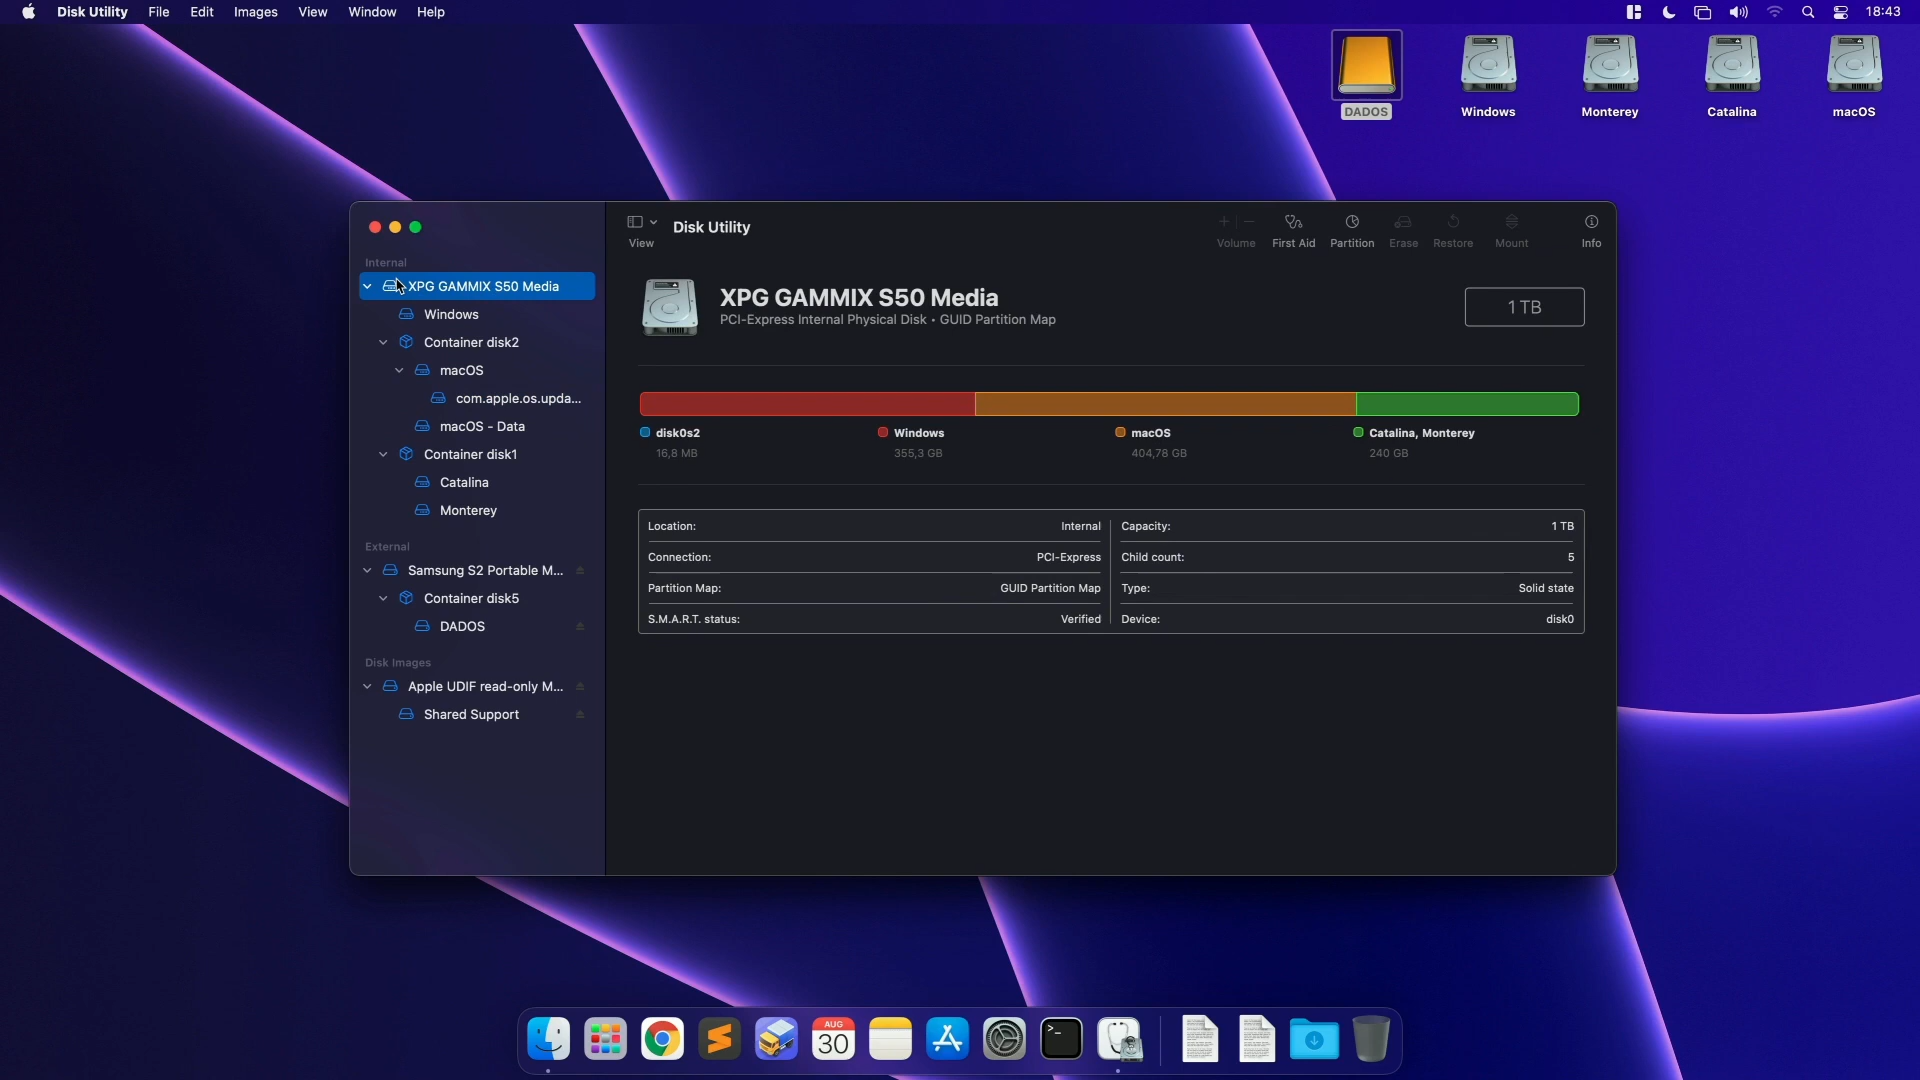 Disk Utility File Edit Images View Window Help 18:43
DADOS Windows Monterey Catalina macOS
View
Disk Utility
Volume First Aid Partition Erase Restore Mount Info
Internal
XPG GAMMIX S50 Media
Windows
Container disk2
macOS
com.apple.os.upda...
macOS - Data
Container disk1
Catalina
Monterey
External
Samsung S2 Portable M...
Container disk5
DADOS
Disk Images
Apple UDIF read-only M...
Shared Support
XPG GAMMIX S50 Media
PCI-Express Internal Physical Disk • GUID Partition Map
1 TB
disk0s2 Windows macOS Catalina, Monterey
16,8 MB 355,3 GB 404,78 GB 240 GB
Location: Internal Capacity: 1 TB
Connection: PCI-Express Child count: 5
Partition Map: GUID Partition Map Type: Solid state
S.M.A.R.T. status: Verified Device: disk0
AUG
30
>_